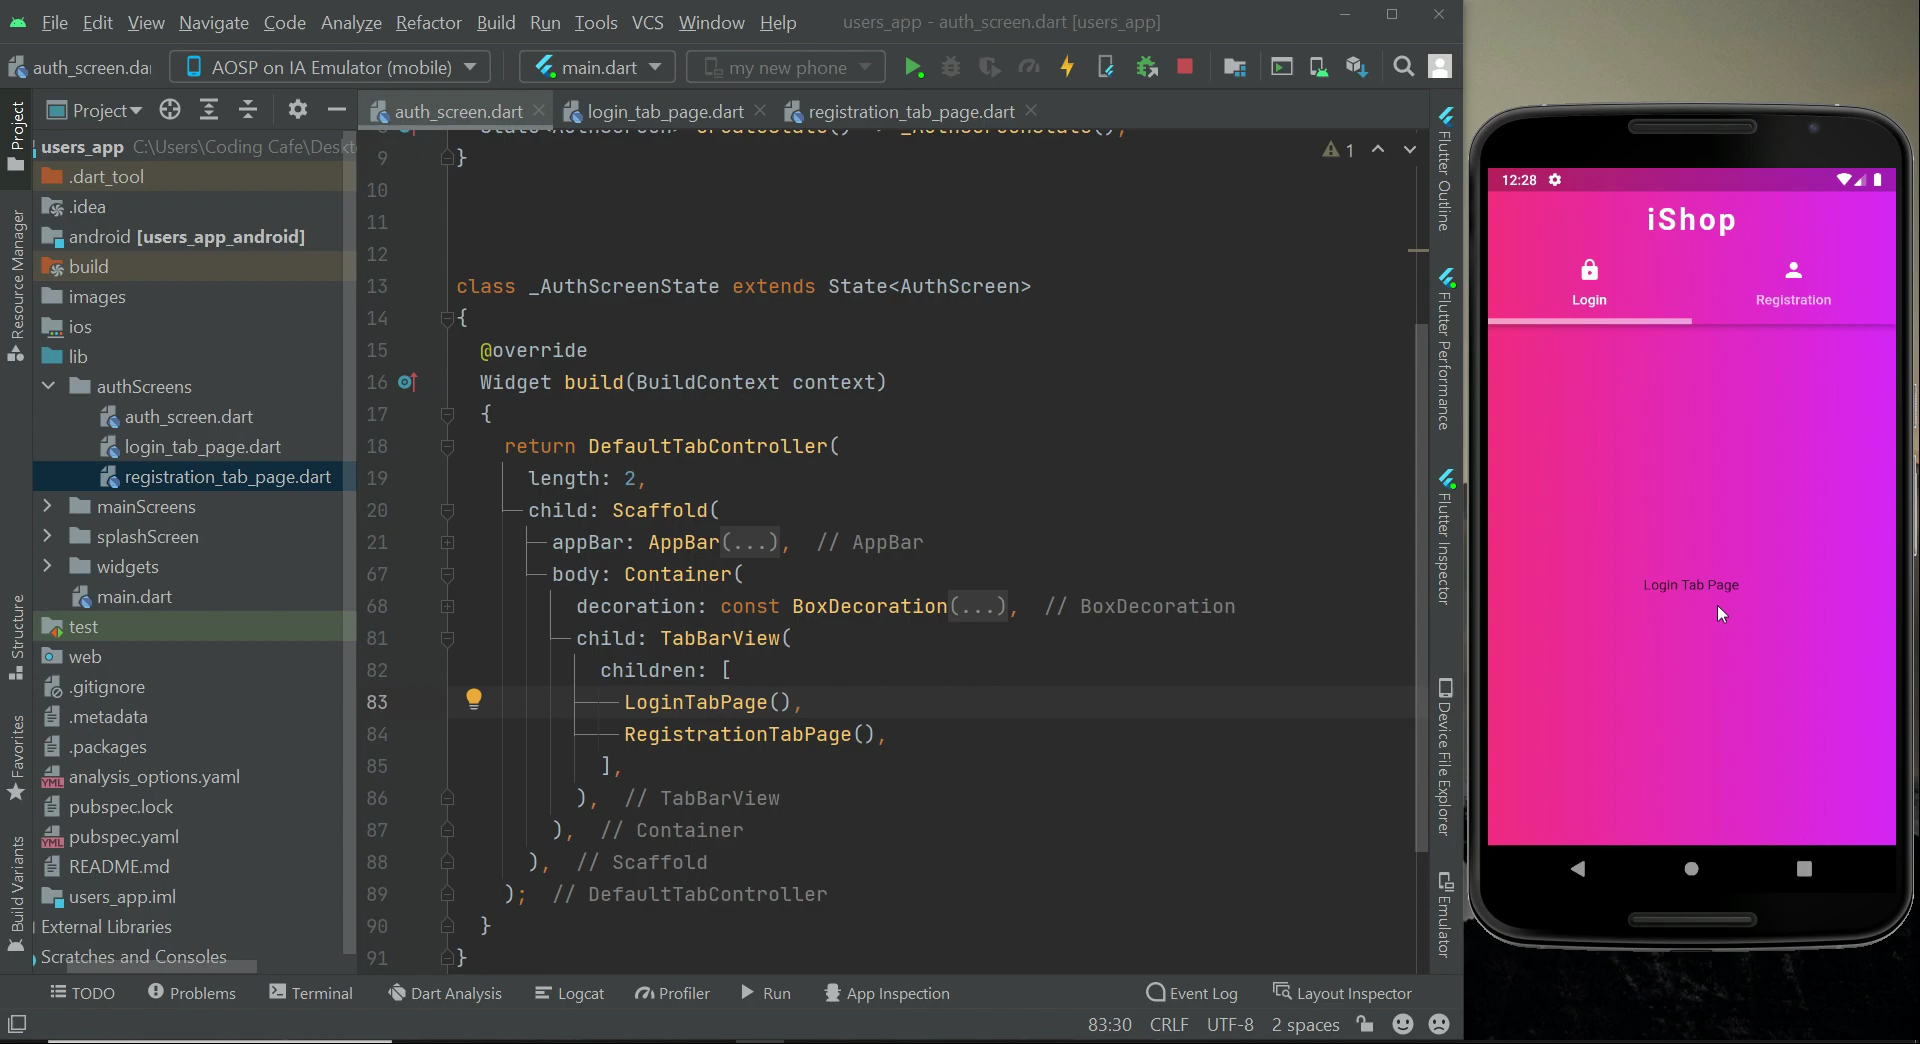 File Edit View Navigate Code Analyze Refactor Build Run Tools VCS Window Help users_app - auth_screen.dart [users_app]
auth_screen.da AOSP on IA Emulator (mobile) main.dart my new phone
Project auth_screen.dart login_tab_page.dart registration_tab_page.dart
users_app C:\Users\Coding Cafe\Deskt
.dart_tool
.idea
android [users_app_android]
build
images
ios
lib
authScreens
auth_screen.dart
login_tab_page.dart
registration_tab_page.dart
mainScreens
splashScreen
widgets
main.dart
test
web
.gitignore
.metadata
.packages
analysis_options.yaml
pubspec.lock
pubspec.yaml
README.md
users_app.iml
External Libraries
Scratches and Consoles
Project
Resource Manager
Structure
Favorites
Build Variants
1
9 }
10
11
12
13 class _AuthScreenState extends State<AuthScreen>
14 {
15 @override
16 Widget build(BuildContext context)
17 {
18 return DefaultTabController(
19 length: 2,
20 child: Scaffold(
21 appBar: AppBar(...), // AppBar
67 body: Container(
68 decoration: const BoxDecoration(...), // BoxDecoration
81 child: TabBarView(
82 children: [
83 LoginTabPage(),
84 RegistrationTabPage(),
85 ],
86 ), // TabBarView
87 ), // Container
88 ), // Scaffold
89 ); // DefaultTabController
90 }
91 }
Flutter Outline
Flutter Performance
Flutter Inspector
Device File Explorer
Emulator
12:28
iShop
Login Registration
Login Tab Page
TODO Problems Terminal Dart Analysis Logcat Profiler Run App Inspection Event Log Layout Inspector
83:30 CRLF UTF-8 2 spaces